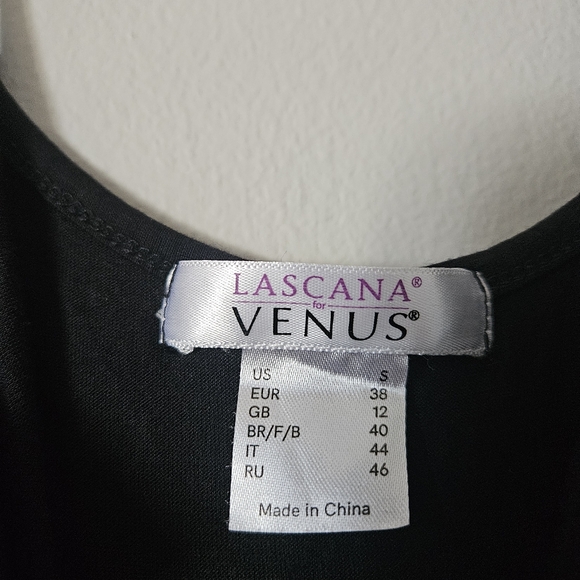 LASCANA®
for
VENUS®
US S
EUR 38
GB 12
BR/F/B 40
IT 44
RU 46
Made in China